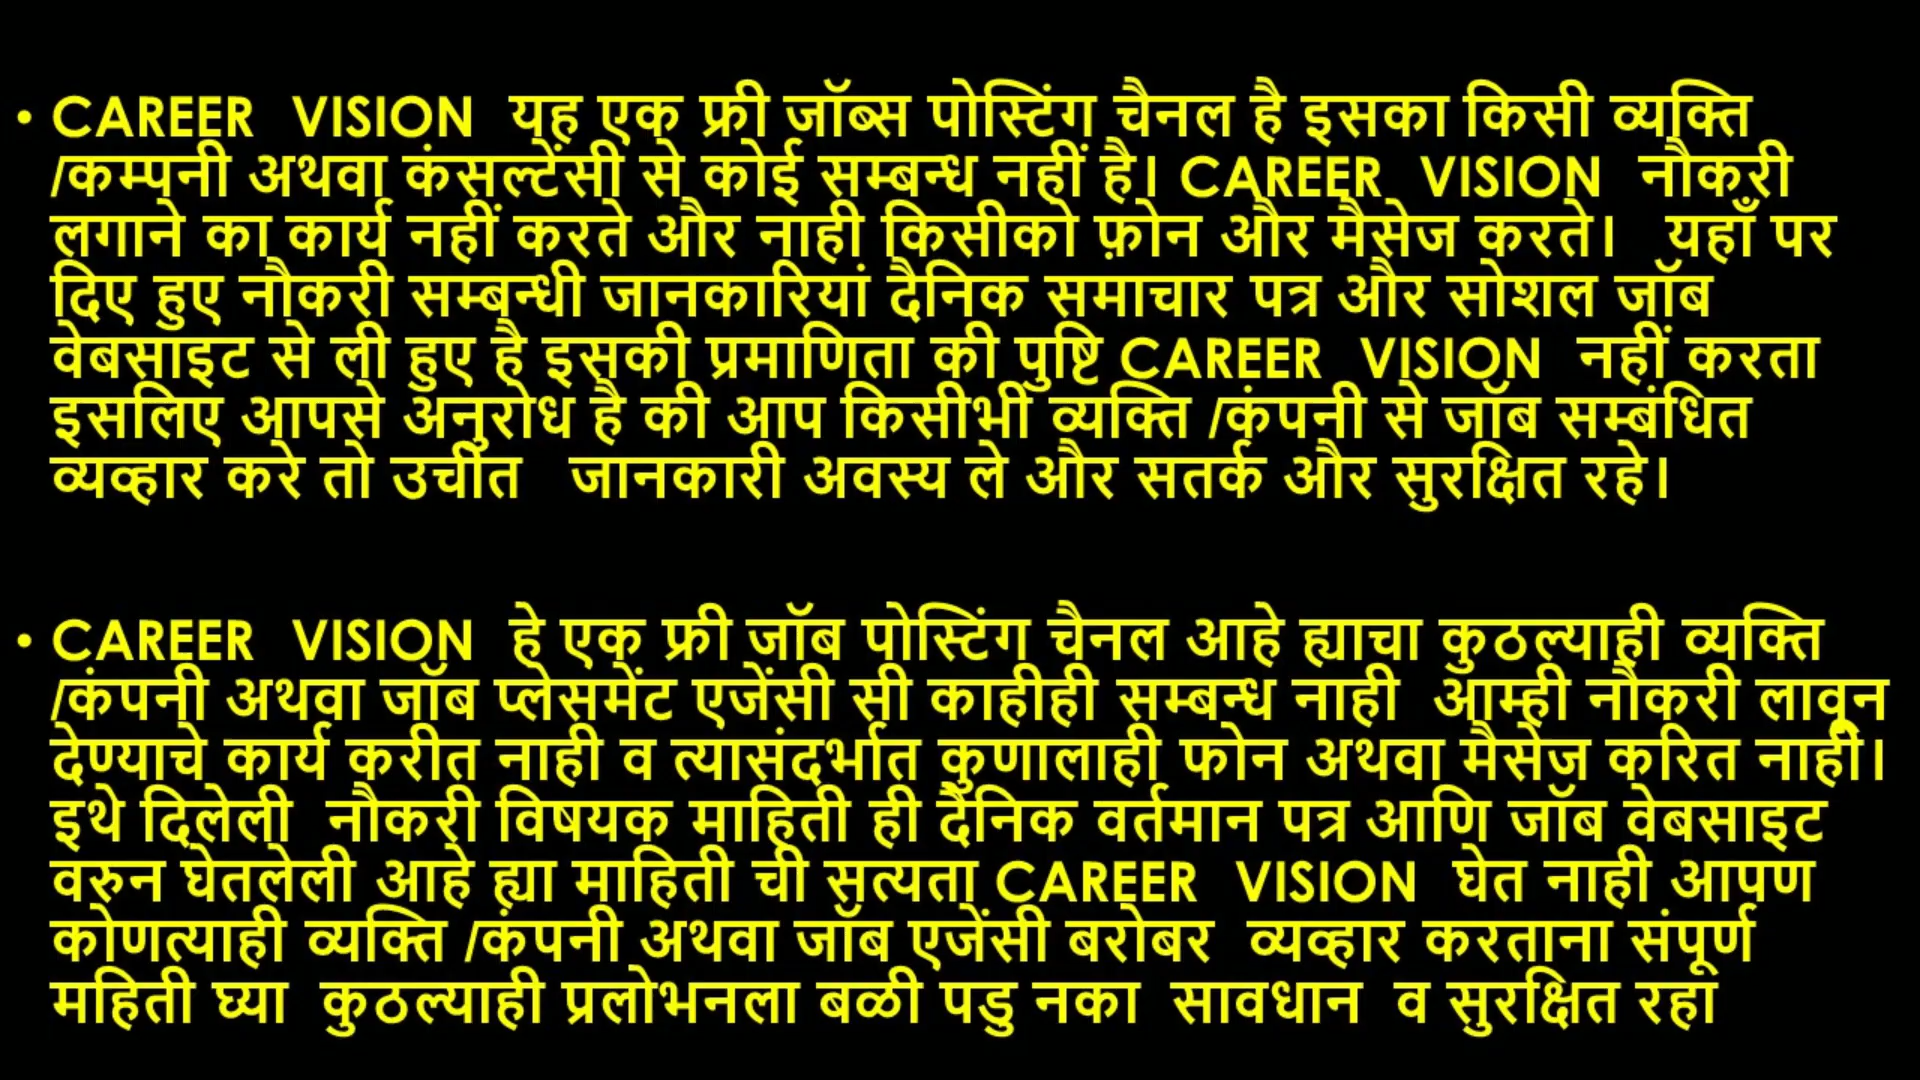 • CAREER VISION यह एक फ्री जॉब्स पोस्टिंग चैनल है इसका किसी व्यक्ति
/कम्पनी अथवा कंसल्टेंसी से कोई सम्बन्ध नहीं है। CAREER VISION नौकरी
लगाने का कार्य नहीं करते और नाही किसीको फ़ोन और मैसेज करते। यहाँ पर
दिए हुए नौकरी सम्बन्धी जानकारियां दैनिक समाचार पत्र और सोशल जॉब
वेबसाइट से ली हुए है इसकी प्रमाणिता की पुष्टि CAREER VISION नहीं करता
इसलिए आपसे अनुरोध है की आप किसीभी व्यक्ति /कंपनी से जॉब सम्बंधित
व्यव्हार करे तो उचीत जानकारी अवस्य ले और सतर्क और सुरक्षित रहे।
• CAREER VISION हे एक फ्री जॉब पोस्टिंग चैनल आहे ह्याचा कुठल्याही व्यक्ति
/कंपनी अथवा जॉब प्लेसमेंट एजेंसी सी काहीही सम्बन्ध नाही आम्ही नौकरी लावून
देण्याचे कार्य करीत नाही व त्यासंदर्भात कुणालाही फोन अथवा मैसेज करित नाही।
इथे दिलेली नौकरी विषयक माहिती ही दैनिक वर्तमान पत्र आणि जॉब वेबसाइट
वरुन घेतलेली आहे ह्या माहिती ची सत्यता CAREER VISION घेत नाही आपण
कोणत्याही व्यक्ति /कंपनी अथवा जॉब एजेंसी बरोबर व्यव्हार करताना संपूर्ण
महिती घ्या कुठल्याही प्रलोभनला बळी पडु नका सावधान व सुरक्षित रहा